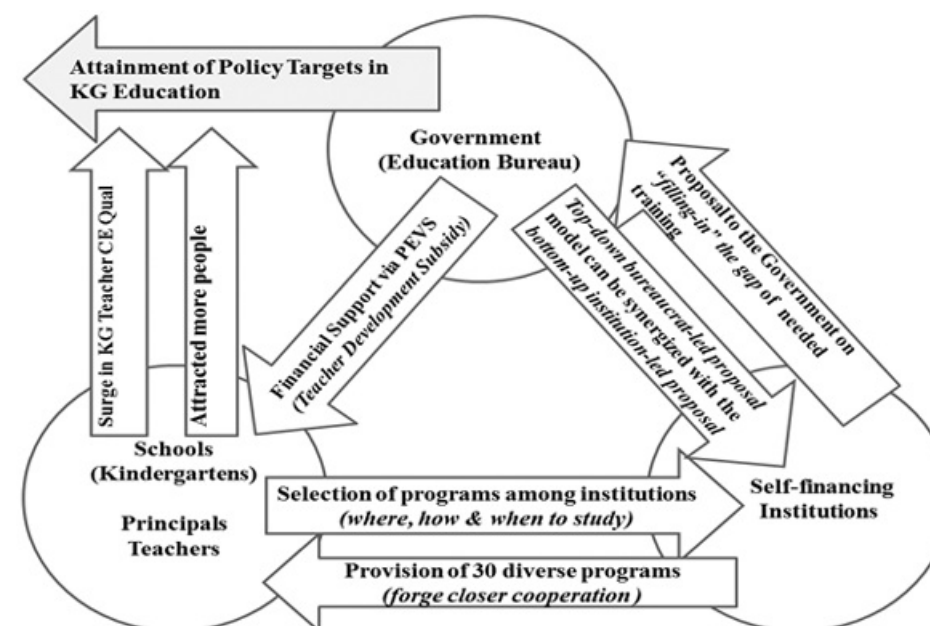 Attainment of Policy Targets in
KG Education
Government
(Education Bureau)
Proposal to the Government on
"filling-in" the gap of needed
training
Top-down bureaucrat-led proposal
model can be synergized with the
bottom-up institution-led proposal
Financial Support via PEVS
(Teacher Development Subsidy)
Surge in KG Teacher CE Qual
Attracted more people
Schools
(Kindergartens)
Principals
Teachers
Selection of programs among institutions
(where, how & when to study)
Self-financing
Institutions
Provision of 30 diverse programs
(forge closer cooperation )